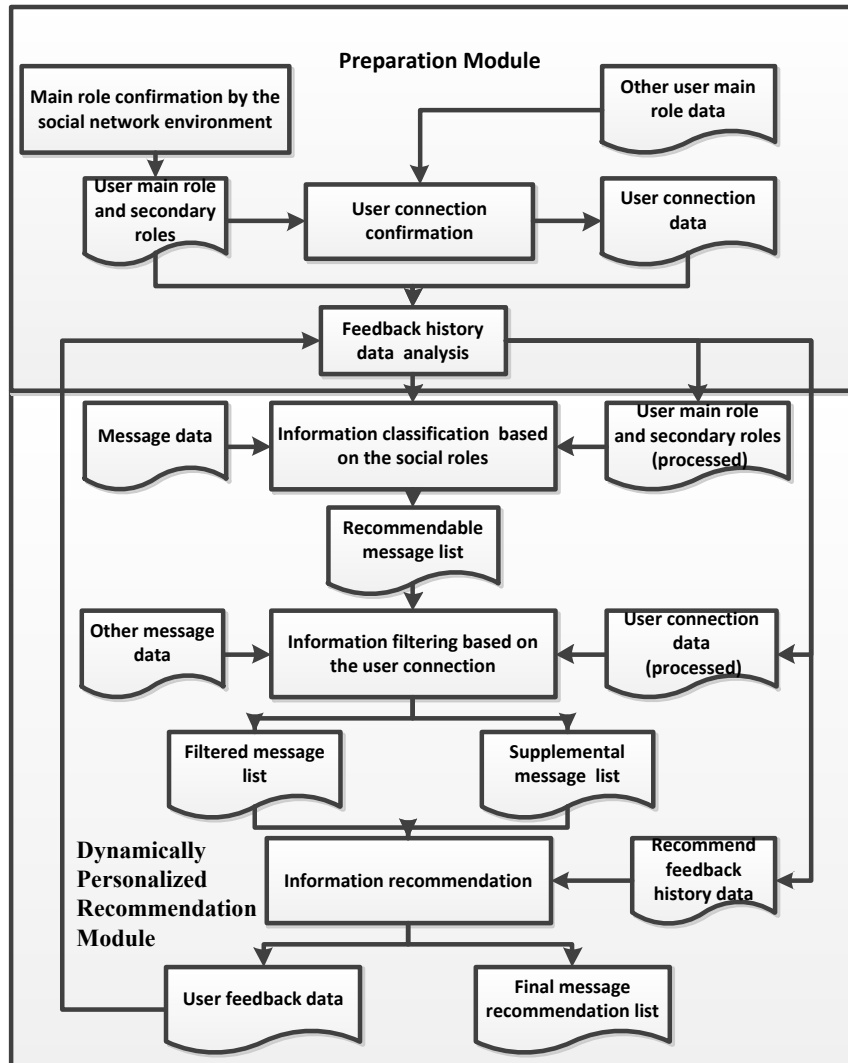 Preparation Module
Main role confirmation by the
social network environment
Other user main
role data
User main role
and secondary
roles
User connection
confirmation
User connection
data
Feedback history
data analysis
Message data
Information classification based
on the social roles
User main role
and secondary roles
(processed)
Recommendable
message list
Other message
data
Information filtering based on
the user connection
User connection
data
(processed)
Filtered message
list
Supplemental
message list
Dynamically
Personalized
Recommendation
Module
Information recommendation
Recommend
feedback
history data
User feedback data
Final message
recommendation list